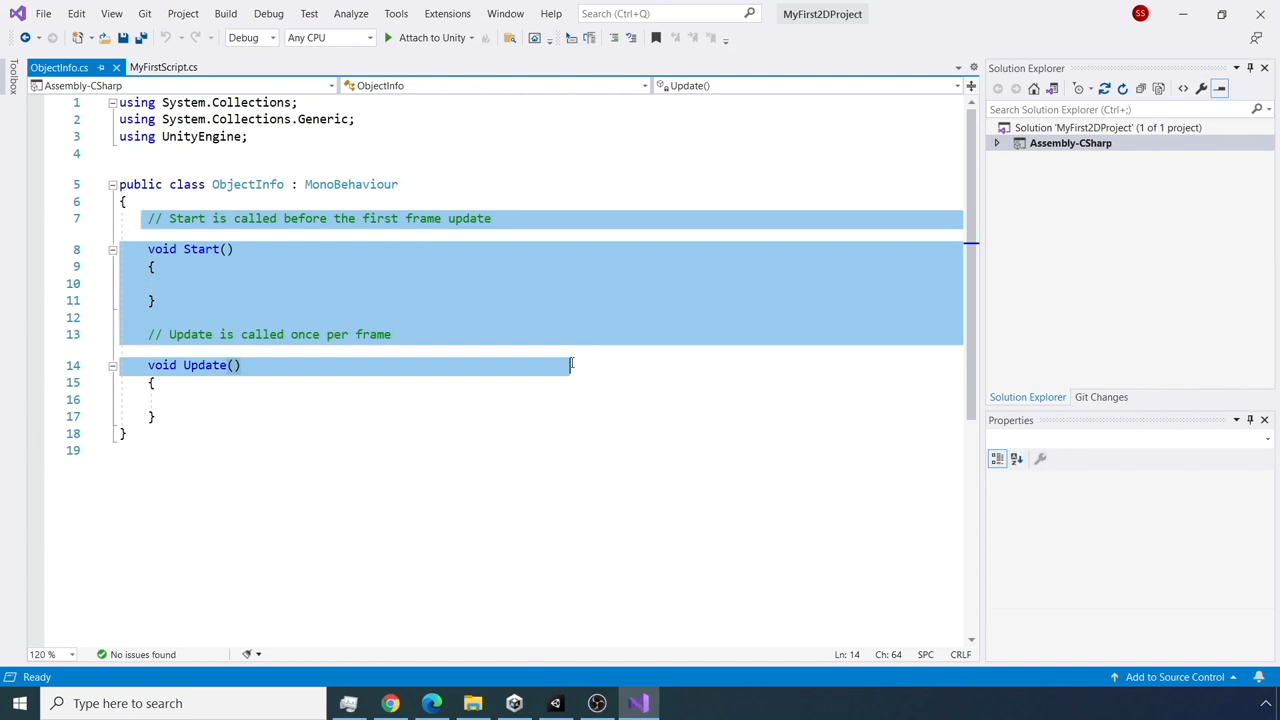 File Edit View Git Project Build Debug Test Analyze Tools Extensions Window Help Search (Ctrl+Q) MyFirst2DProject SS
Debug Any CPU Attach to Unity
Toolbox
ObjectInfo.cs MyFirstScript.cs
Assembly-CSharp ObjectInfo Update()
1 using System.Collections;
2 using System.Collections.Generic;
3 using UnityEngine;
4
5 public class ObjectInfo : MonoBehaviour
6 {
7 // Start is called before the first frame update
8 void Start()
9 {
10
11 }
12
13 // Update is called once per frame
14 void Update()
15 {
16
17 }
18 }
19
120 % No issues found Ln: 14 Ch: 64 SPC CRLF
Solution Explorer
Search Solution Explorer (Ctrl+;)
Solution 'MyFirst2DProject' (1 of 1 project)
Assembly-CSharp
Solution Explorer Git Changes
Properties
Ready Add to Source Control
Type here to search